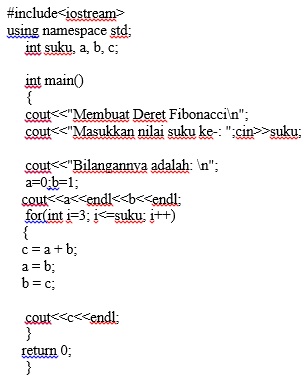 #include<iostream>
using namespace std;
int suku, a, b, c;
int main()
{
cout<<"Membuat Deret Fibonacci\n";
cout<<"Masukkan nilai suku ke-: ";cin>>suku;
cout<<"Bilangannya adalah: \n";
a=0;b=1;
cout<<a<<endl<<b<<endl;
for(int i=3; i<=suku; i++)
{
c = a + b;
a = b;
b = c;
cout<<c<<endl;
}
return 0;
}